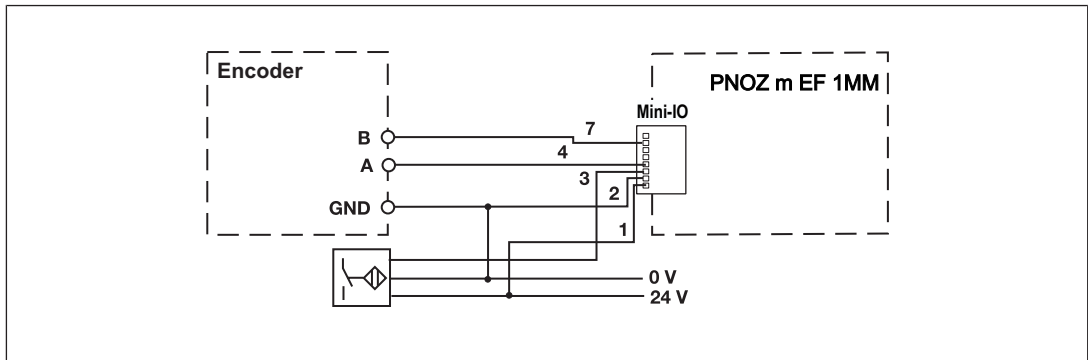 Encoder
PNOZ m EF 1MM
Mini-IO
B
7
A
4
3
GND
2
1
0 V
24 V